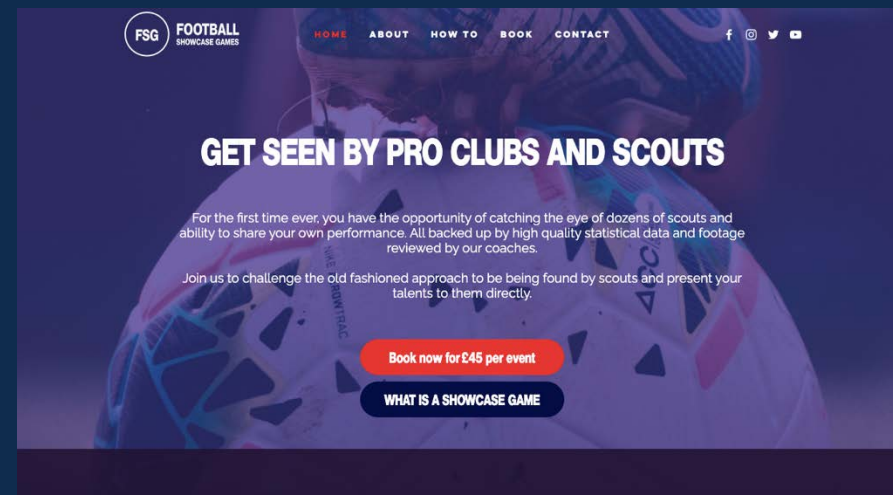 FSG
FOOTBALL
SHOWCASE GAMES
HOME ABOUT HOW TO BOOK CONTACT
GET SEEN BY PRO CLUBS AND SCOUTS
For the first time ever, you have the opportunity of catching the eye of dozens of scouts and
ability to share your own performance. All backed up by high quality statistical data and footage
reviewed by our coaches.
Join us to challenge the old fashioned approach to be being found by scouts and present your
talents to them directly.
NIKE
Book now for £45 per event
WHAT IS A SHOWCASE GAME